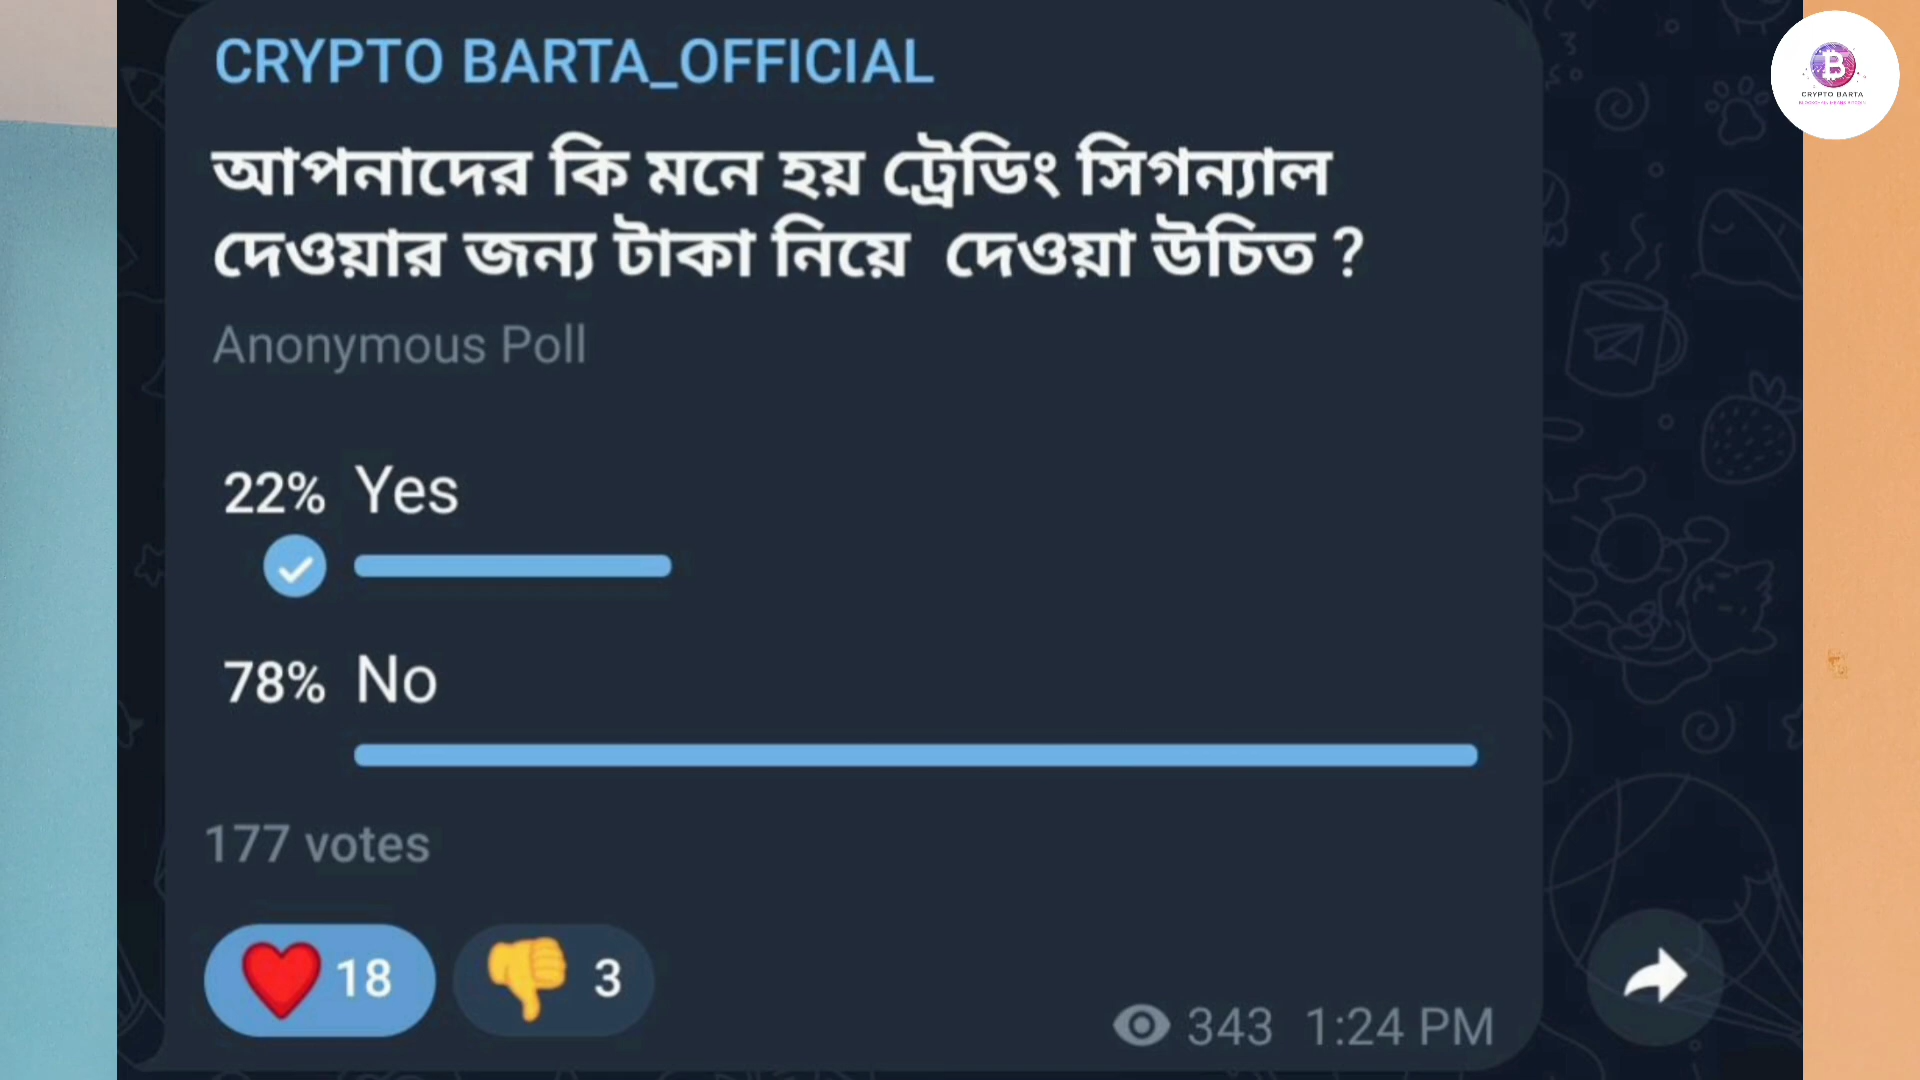 CRYPTO BARTA_OFFICIAL
আপনাদের কি মনে হয় ট্রেডিং সিগন্যাল
দেওয়ার জন্য টাকা নিয়ে দেওয়া উচিত ?
Anonymous Poll
22% Yes
78% No
177 votes
18 3
343 1:24 PM
CRYPTO BARTA